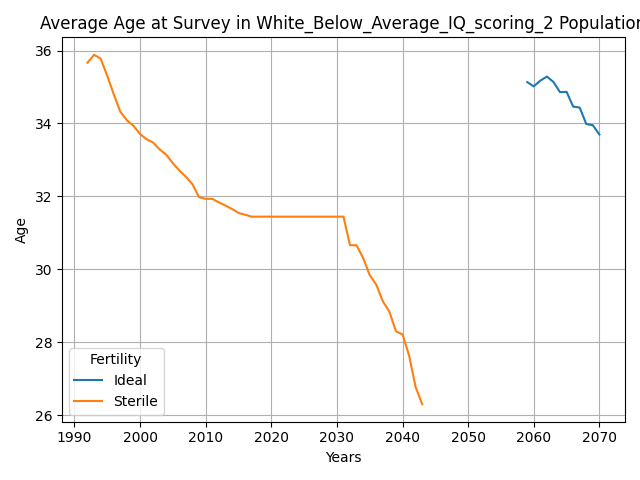 Average Age at Survey in White_Below_Average_IQ_scoring_2 Population
36
34
32
30
28
26
Age
Fertility
Ideal
Sterile
1990 2000 2010 2020 2030 2040 2050 2060 2070
Years